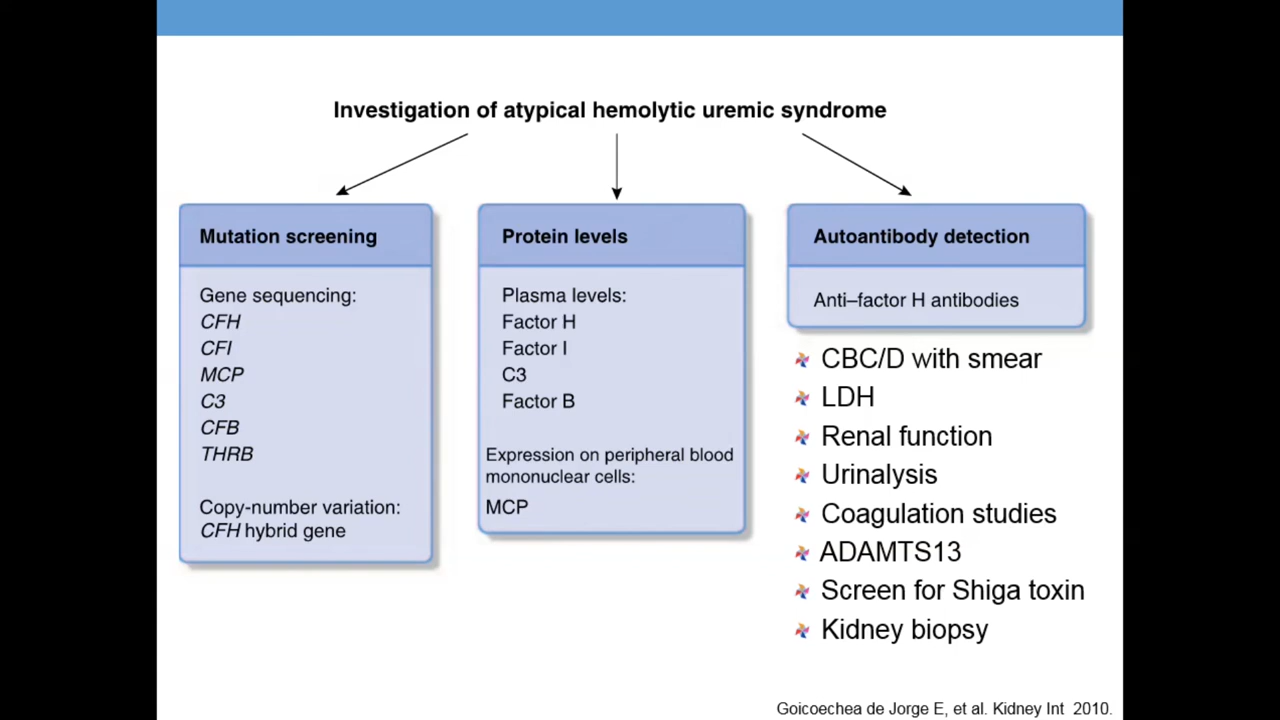 Investigation of atypical hemolytic uremic syndrome
Mutation screening
Gene sequencing:
CFH
CFI
MCP
C3
CFB
THRB
Copy-number variation:
CFH hybrid gene
Protein levels
Plasma levels:
Factor H
Factor I
C3
Factor B
Expression on peripheral blood
mononuclear cells:
MCP
Autoantibody detection
Anti–factor H antibodies
CBC/D with smear
LDH
Renal function
Urinalysis
Coagulation studies
ADAMTS13
Screen for Shiga toxin
Kidney biopsy
Goicoechea de Jorge E, et al. Kidney Int 2010.